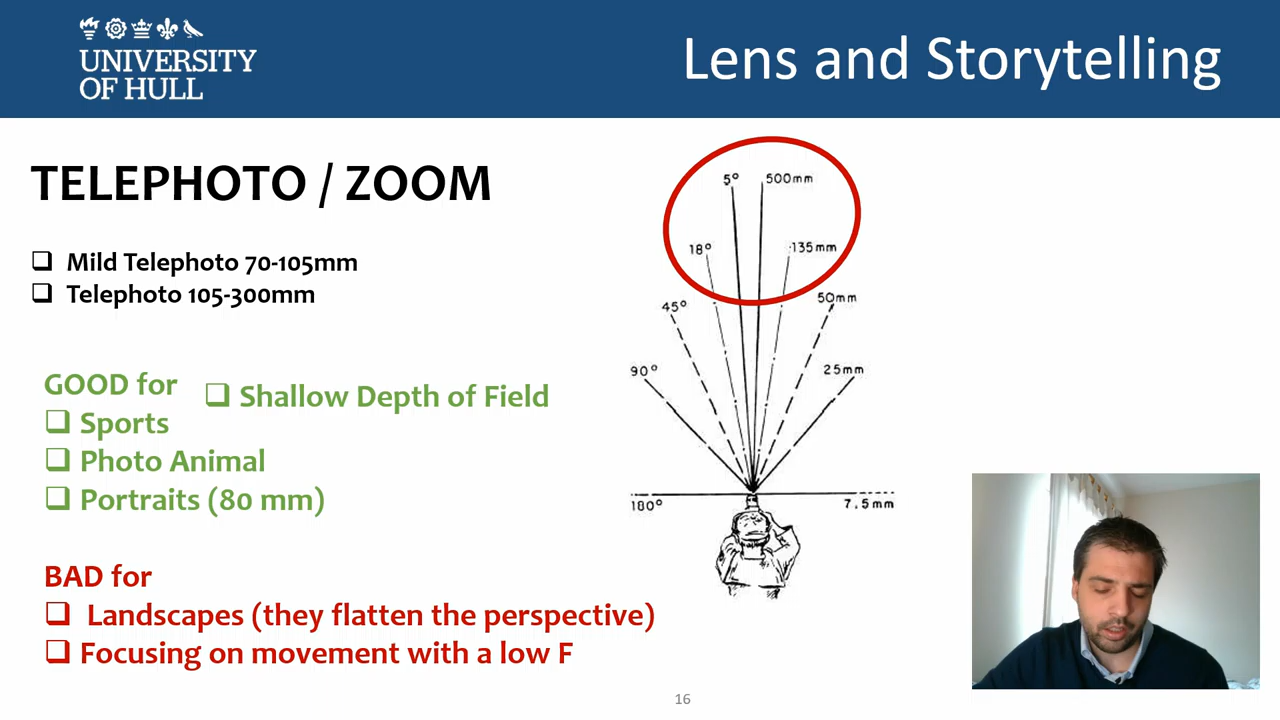 UNIVERSITY
OF HULL
Lens and Storytelling
TELEPHOTO / ZOOM
❑ Mild Telephoto 70-105mm
❑ Telephoto 105-300mm
GOOD for
❑ Shallow Depth of Field
❑ Sports
❑ Photo Animal
❑ Portraits (80 mm)
BAD for
❑ Landscapes (they flatten the perspective)
❑ Focusing on movement with a low F
5° 500mm
18° 135mm
45° 50mm
90° 25mm
180° 7.5mm
16